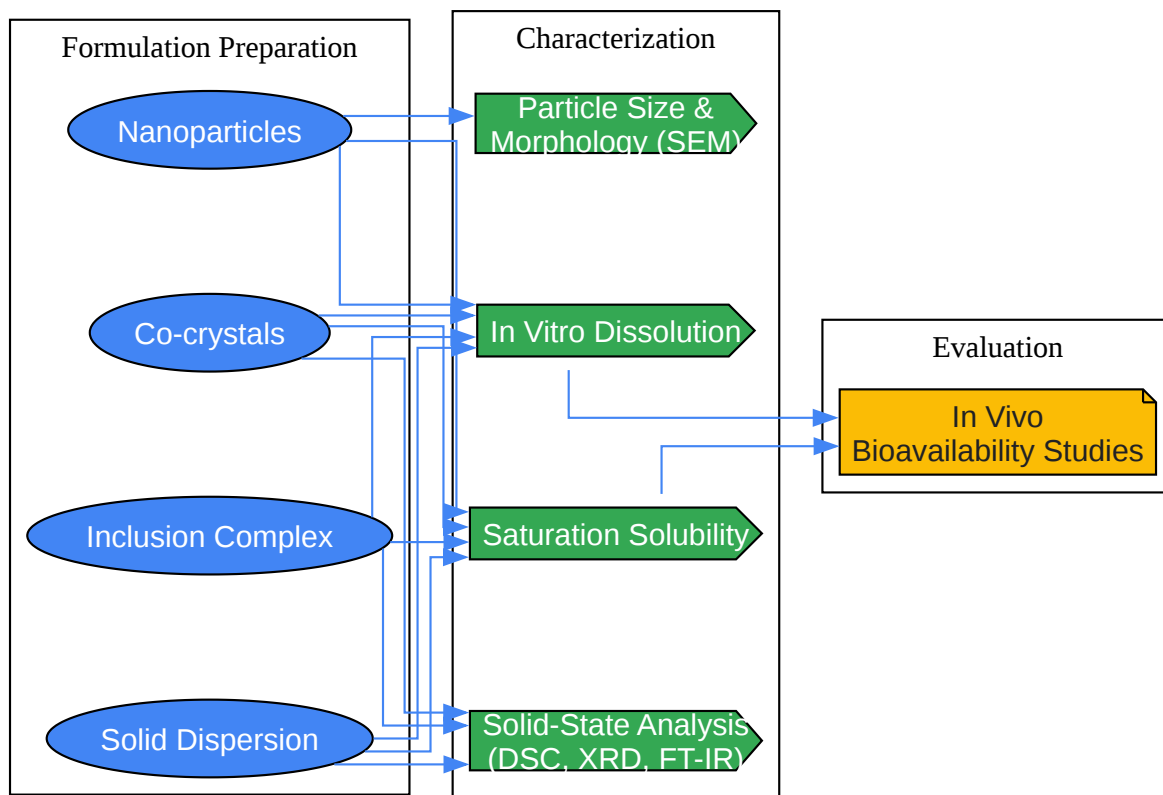 Formulation Preparation
Nanoparticles
Co-crystals
Inclusion Complex
Solid Dispersion
Characterization
Particle Size &
Morphology (SEM)
In Vitro Dissolution
Saturation Solubility
Solid-State Analysis
(DSC, XRD, FT-IR)
Evaluation
In Vivo
Bioavailability Studies